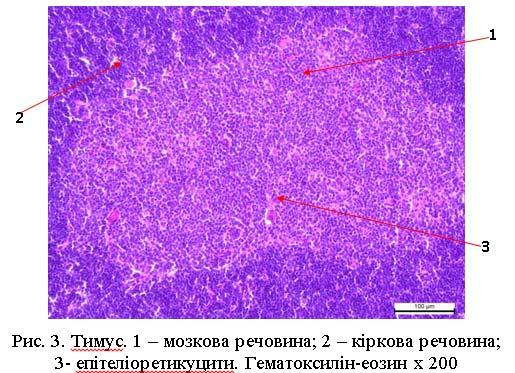 1
2
3
100 µm
Рис. 3. Тимус. 1 – мозкова речовина; 2 – кіркова речовина;
3- епітеліоретикуцити. Гематоксилін-еозин х 200